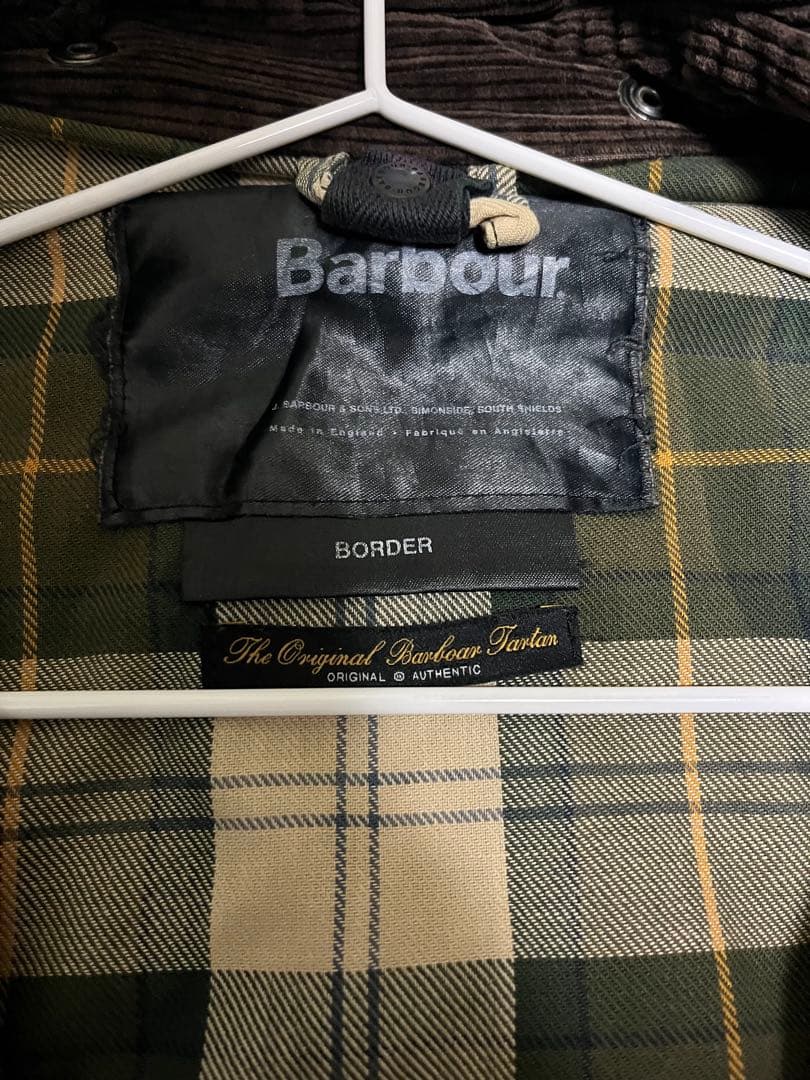 Barbour
J. BARBOUR & SONS LTD., SIMONSIDE, SOUTH SHIELDS
Made in England • Fabriqué en Angleterre
BORDER
The Original Barbour Tartan
ORIGINAL AUTHENTIC